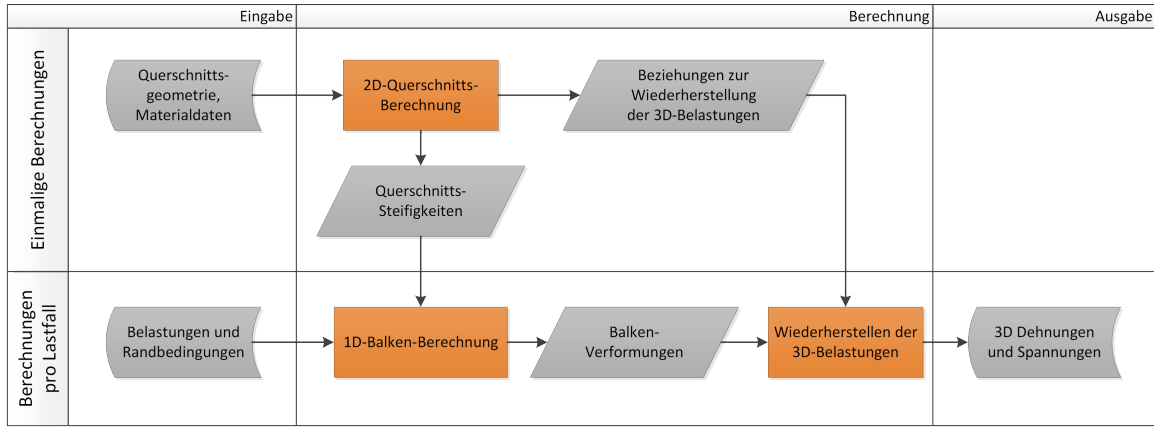 Eingabe
Berechnung
Ausgabe
Einmalige Berechnungen
Querschnitts-
geometrie,
Materialdaten
2D-Querschnitts-
Berechnung
Beziehungen zur
Wiederherstellung
der 3D-Belastungen
Querschnitts-
Steifigkeiten
Berechnungen
pro Lastfall
Belastungen und
Randbedingungen
1D-Balken-Berechnung
Balken-
Verformungen
Wiederherstellen der
3D-Belastungen
3D Dehnungen
und Spannungen